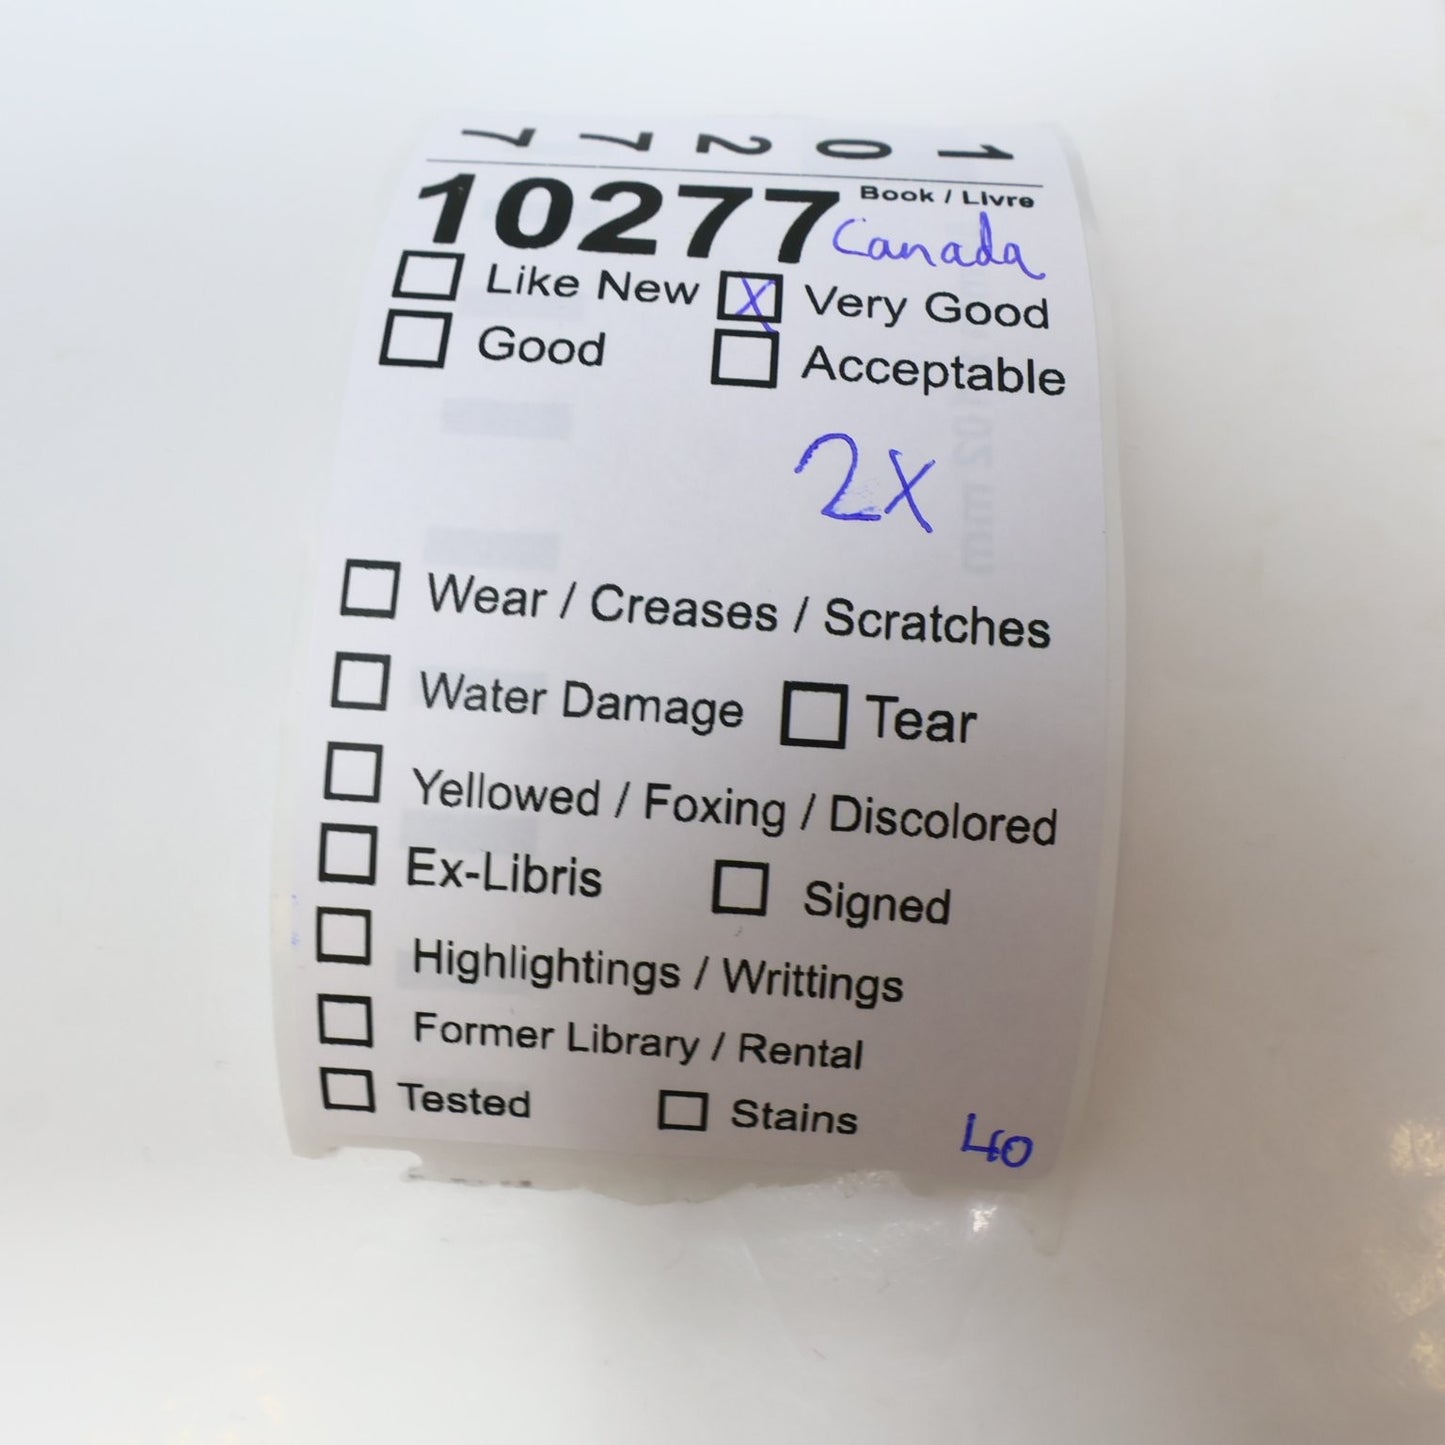 10277
10277 Book / Livre
Canada
☐ Like New ☒ Very Good
☐ Good ☐ Acceptable
2X
☐ Wear / Creases / Scratches
☐ Water Damage ☐ Tear
☐ Yellowed / Foxing / Discolored
☐ Ex-Libris ☐ Signed
☐ Highlightings / Writtings
☐ Former Library / Rental
☐ Tested ☐ Stains
40